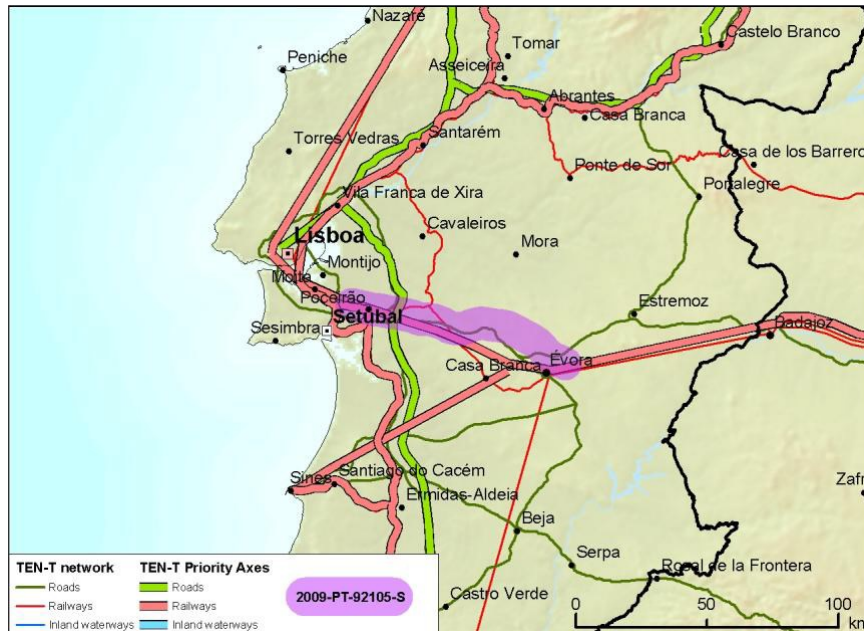 Nazaré
Castelo Branco
Tomar
Peniche
Asseiceira
Abrantes
Casa Branca
Torres Vedras
Santarém
Casa de los Barrero
Ponte de Sor
Portalegre
Vila Franca de Xira
Cavaleiros
Lisboa
Mora
Montijo
Moita
Poceirão
Estremoz
Setúbal
Sesimbra
Badajoz
Casa Branca
Évora
Santiago do Cacém
Sines
Zafr
Ermidas-Aldeia
Beja
Serpa
Rosal de la Frontera
Castro Verde
TEN-T network
Roads
Railways
Inland waterways
TEN-T Priority Axes
Roads
Railways
Inland waterways
2009-PT-92105-S
0 50 100
km